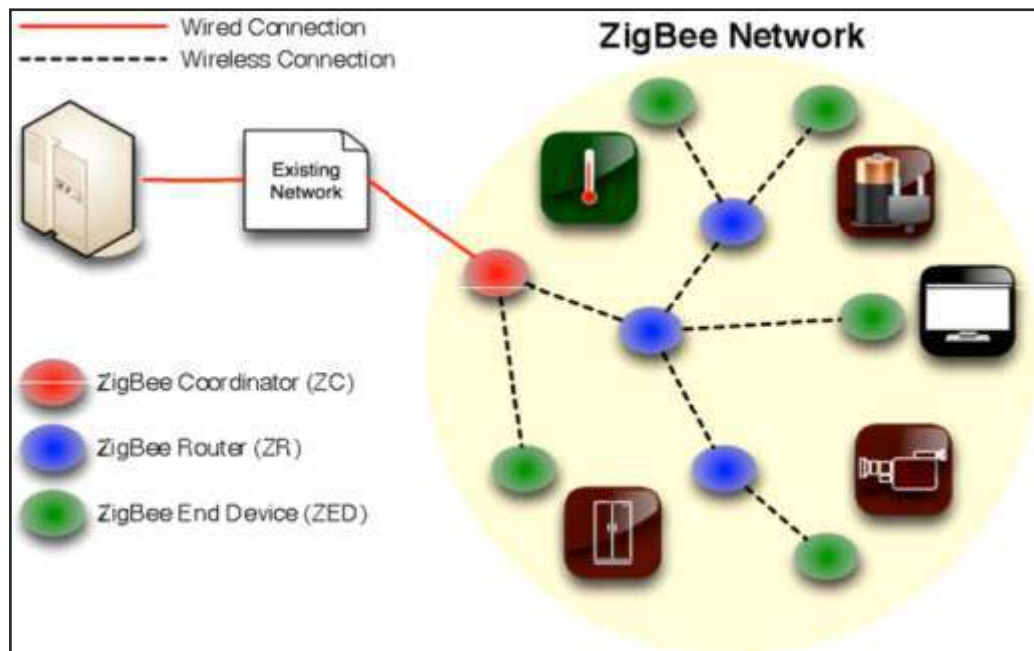 Wired Connection
Wireless Connection
ZigBee Network
Existing
Network
ZigBee Coordinator (ZC)
ZigBee Router (ZR)
ZigBee End Device (ZED)